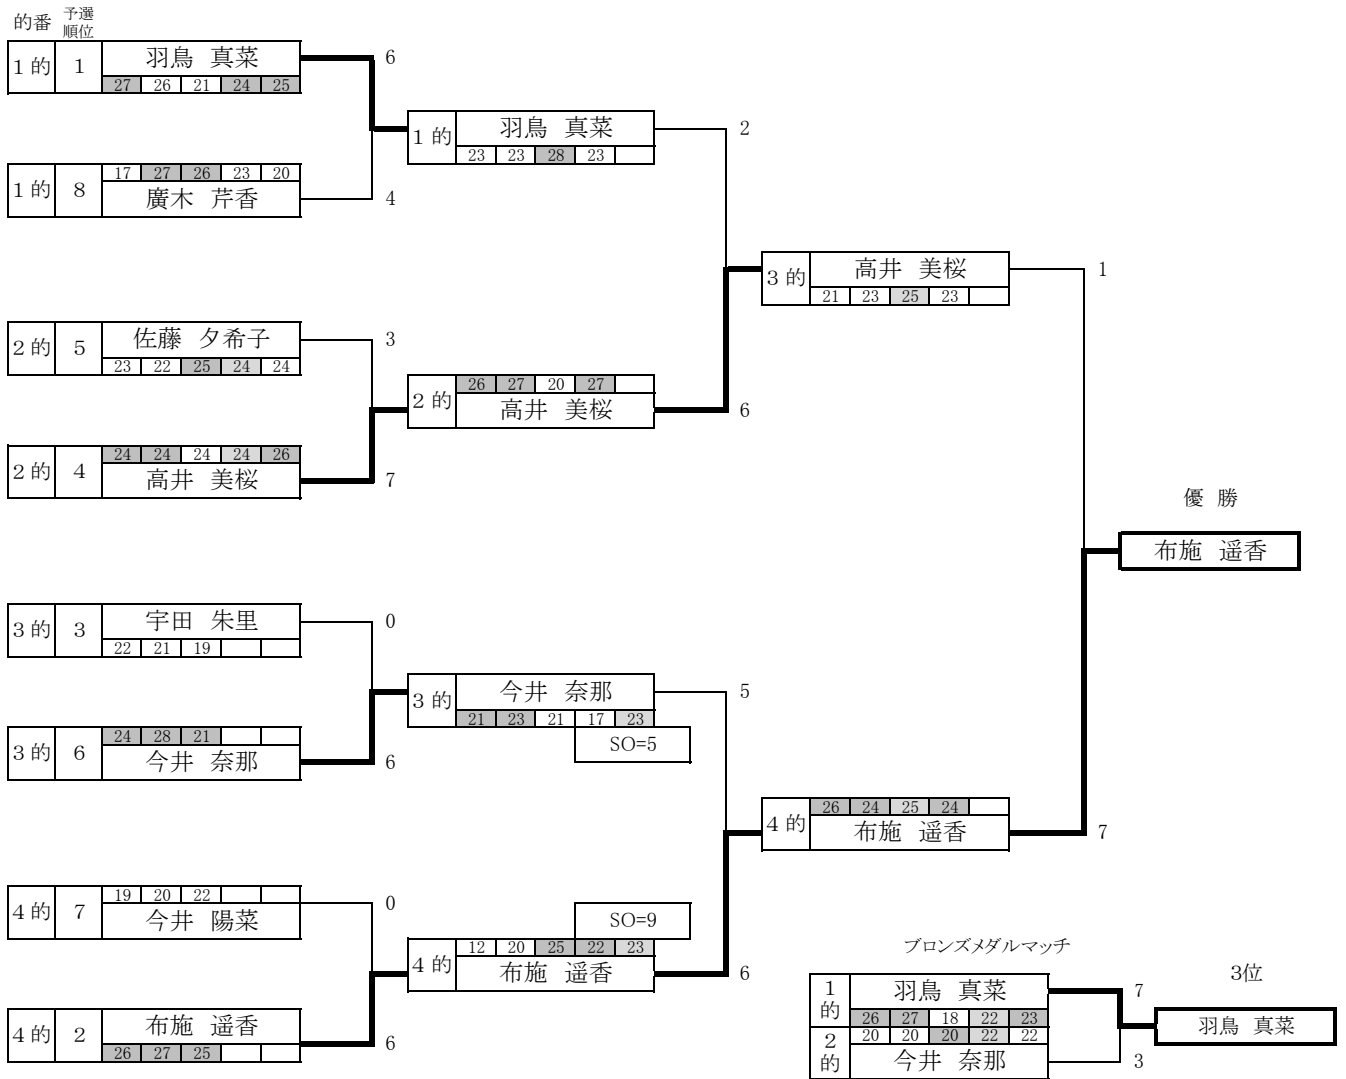 的番 予選順位
1的 1 羽鳥 真菜 6
27 26 21 24 25
1的 8 17 27 26 23 20
廣木 芹香 4
2的 5 佐藤 夕希子 3
23 22 25 24 24
2的 4 24 24 24 24 26
高井 美桜 7
3的 3 宇田 朱里 0
22 21 19
3的 6 24 28 21
今井 奈那 6
4的 7 19 20 22 0
今井 陽菜
4的 2 布施 遥香 6
26 27 25
1的 羽鳥 真菜 2
23 23 28 23
2的 26 27 20 27
高井 美桜 6
3的 今井 奈那 5
21 23 21 17 23
SO=5
SO=9
4的 12 20 25 22 23
布施 遥香 6
3的 高井 美桜 1
21 23 25 23
4的 26 24 25 24
布施 遥香 7
優 勝
布施 遥香
ブロンズメダルマッチ
1的 羽鳥 真菜 7
26 27 18 22 23
2的 20 20 20 22 22
今井 奈那 3
3位
羽鳥 真菜